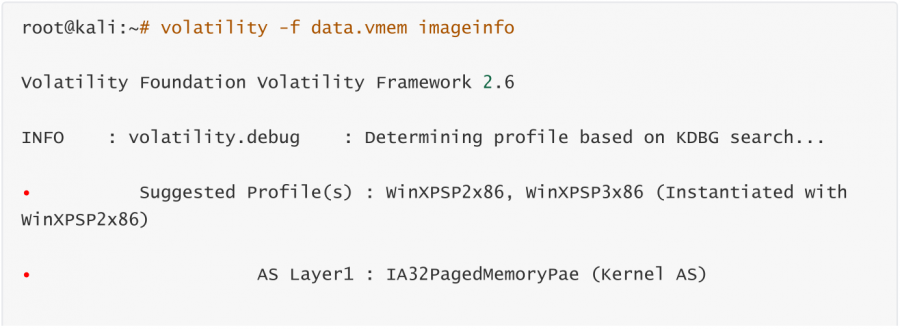 root@kali:~# volatility -f data.vmem imageinfo
Volatility Foundation Volatility Framework 2.6
INFO    : volatility.debug    : Determining profile based on KDBG search...
•          Suggested Profile(s) : WinXPSP2x86, WinXPSP3x86 (Instantiated with
WinXPSP2x86)
•                     AS Layer1 : IA32PagedMemoryPae (Kernel AS)